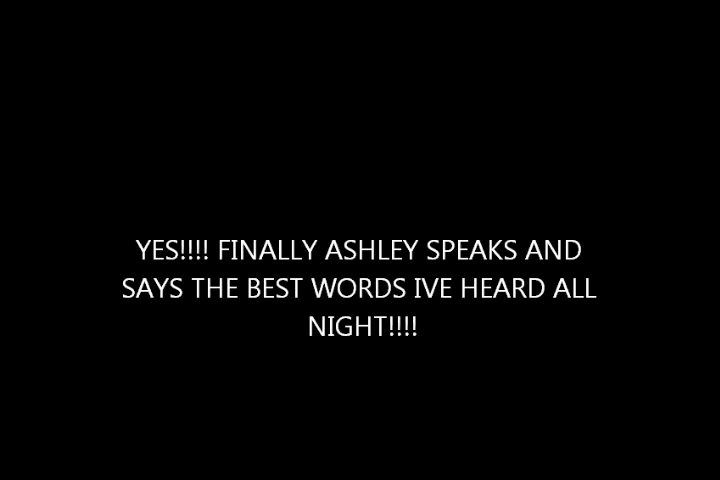 YES!!!! FINALLY ASHLEY SPEAKS AND
SAYS THE BEST WORDS IVE HEARD ALL
NIGHT!!!!